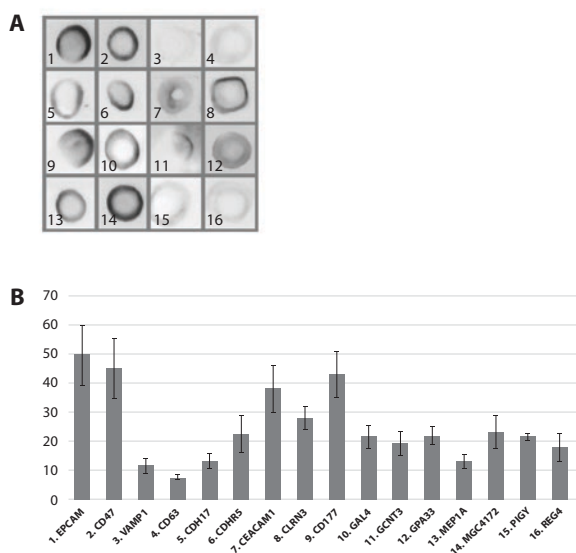 A
1 2 3 4
5 6 7 8
9 10 11 12
13 14 15 16
B
70
60
50
40
30
20
10
0
1. EPCAM
2. CD47
3. VAMP1
4. CD63
5. CDH17
6. CDHR5
7. CEACAM1
8. CLRN3
9. CD177
10. GAL4
11. GCNT3
12. GPA33
13. MEP1A
14. MGC4172
15. PIGY
16. REG4